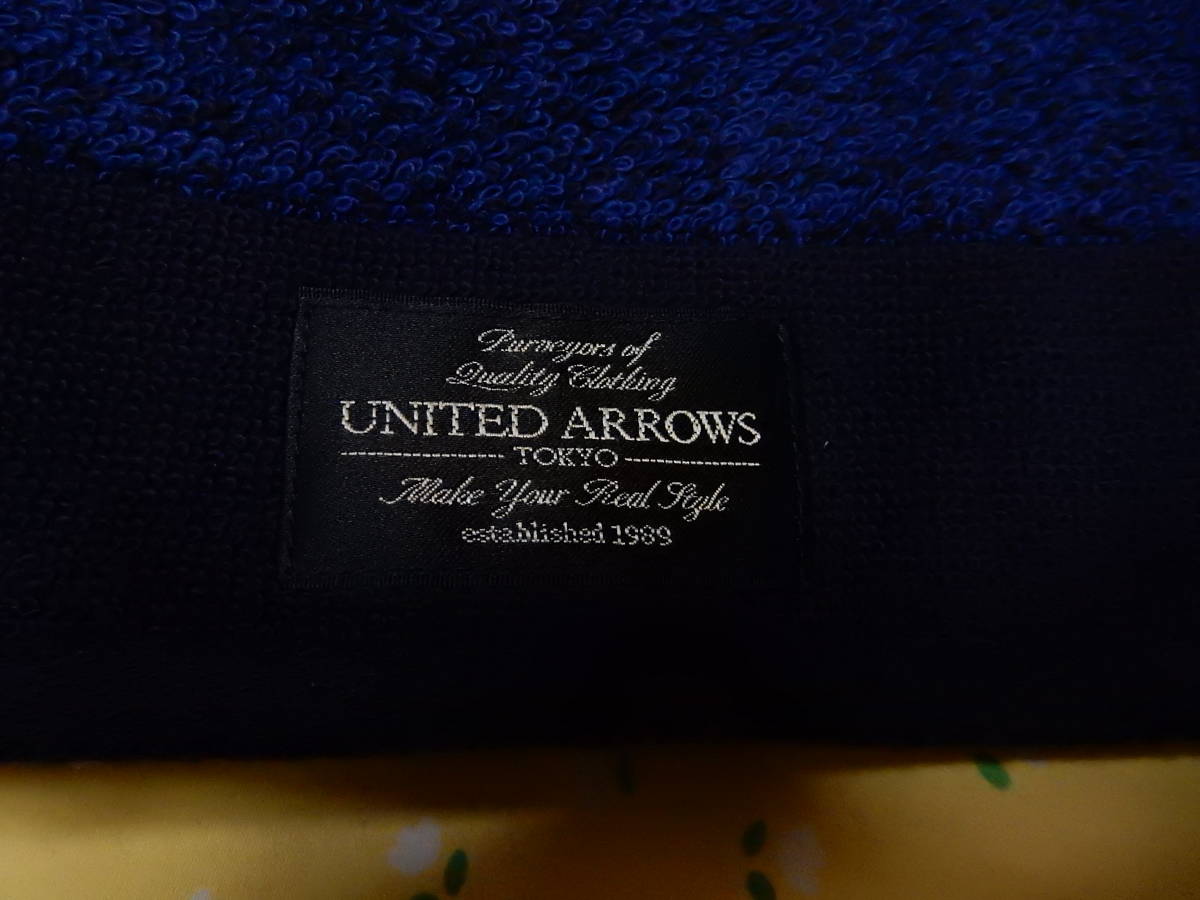 Purveyors of
Quality Clothing
UNITED ARROWS
TOKYO
Make Your Real Style
established 1989